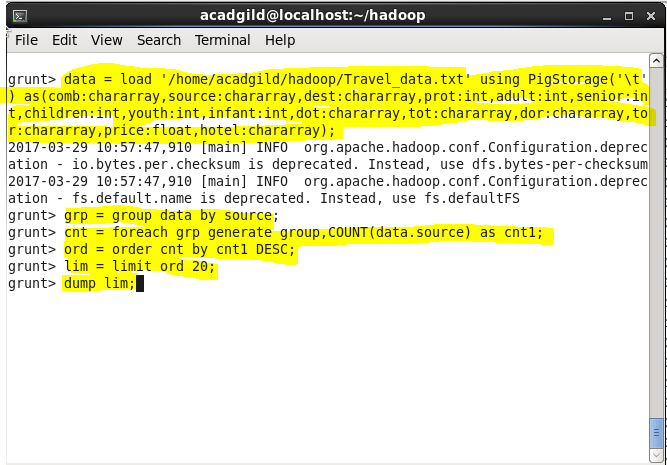 acadgild@localhost:~/hadoop
File Edit View Search Terminal Help
grunt> data = load '/home/acadgild/hadoop/Travel_data.txt' using PigStorage('\t'
) as(comb:chararray,source:chararray,dest:chararray,prot:int,adult:int,senior:in
t,children:int,youth:int,infant:int,dot:chararray,tot:chararray,dor:chararray,to
r:chararray,price:float,hotel:chararray);
2017-03-29 10:57:47,910 [main] INFO  org.apache.hadoop.conf.Configuration.deprec
ation - io.bytes.per.checksum is deprecated. Instead, use dfs.bytes-per-checksum
2017-03-29 10:57:47,910 [main] INFO  org.apache.hadoop.conf.Configuration.deprec
ation - fs.default.name is deprecated. Instead, use fs.defaultFS
grunt> grp = group data by source;
grunt> cnt = foreach grp generate group,COUNT(data.source) as cnt1;
grunt> ord = order cnt by cnt1 DESC;
grunt> lim = limit ord 20;
grunt> dump lim;